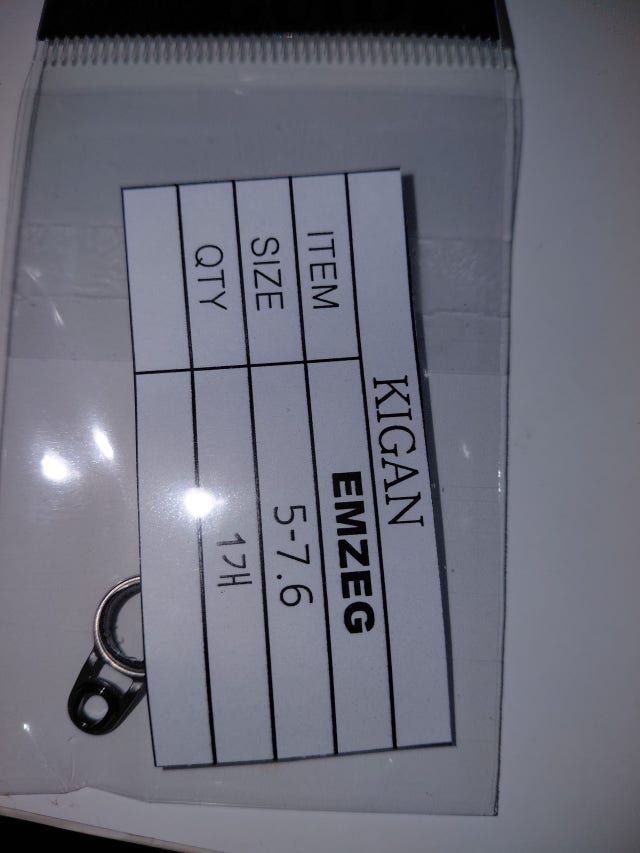 KIGAN
ITEM EMZEG
SIZE 5-7.6
QTY 1개